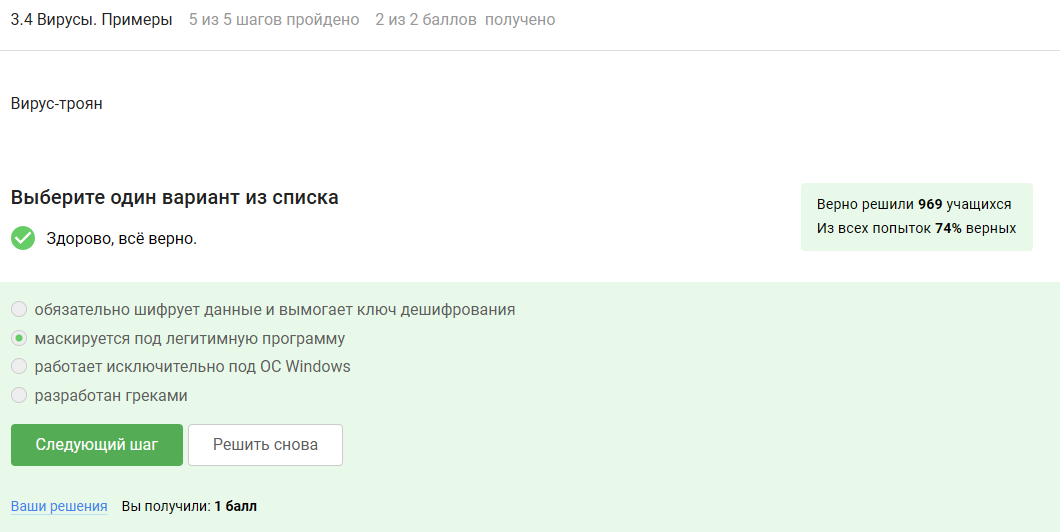 3.4 Вирусы. Примеры 5 из 5 шагов пройдено 2 из 2 баллов получено
Вирус-троян
Выберите один вариант из списка
Здорово, всё верно.
Верно решили 969 учащихся
Из всех попыток 74% верных
обязательно шифрует данные и вымогает ключ дешифрования
маскируется под легитимную программу
работает исключительно под ОС Windows
разработан греками
Следующий шаг Решить снова
Ваши решения Вы получили: 1 балл